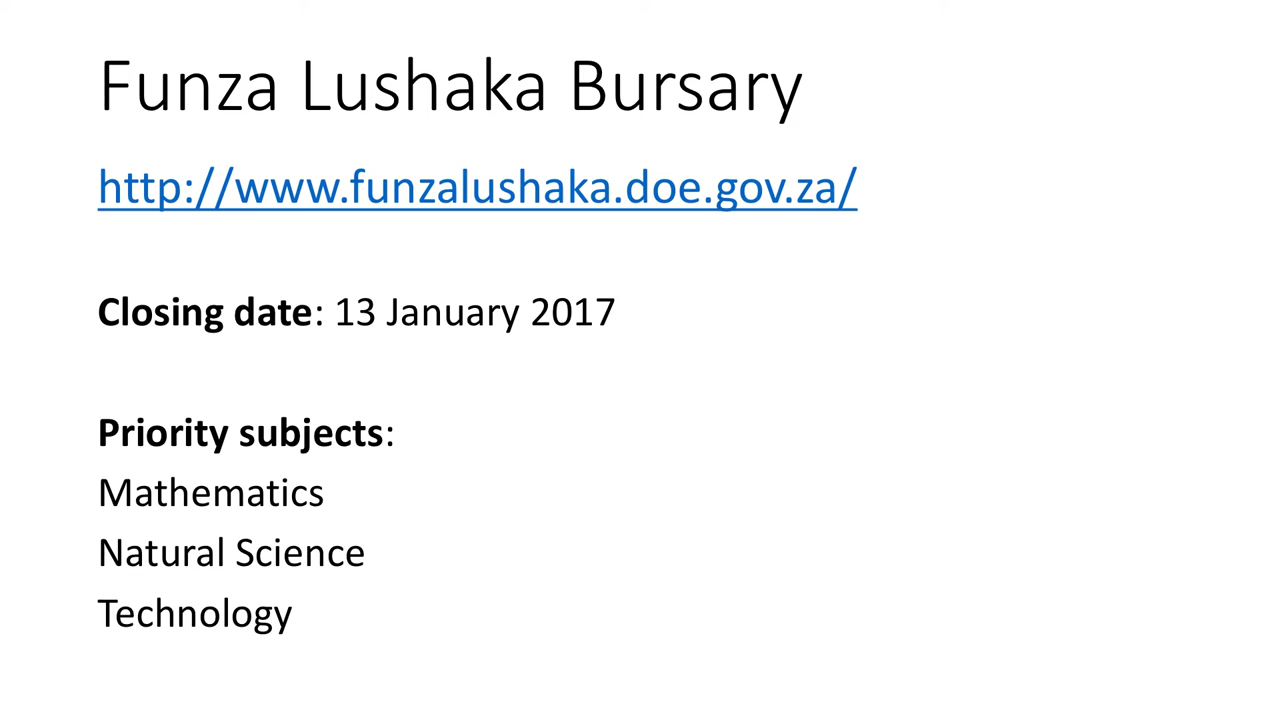 Funza Lushaka Bursary
http://www.funzalushaka.doe.gov.za/
Closing date: 13 January 2017
Priority subjects:
Mathematics
Natural Science
Technology